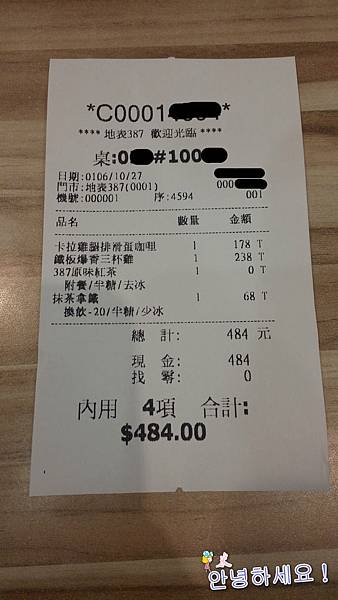 *C0001
**** 地表387 歡迎光臨 ****
桌:0 #100
日期:0106/10/27
門市:地表387(0001) 000
機號:000001 序:4594 001
品名 數量 金額
卡拉雞腿排滑蛋咖哩 1 178 T
鐵板爆香三杯雞 1 238 T
387原味紅茶 1 0 T
附餐/半糖/去冰
抹茶拿鐵 1 68 T
換飲-20/半糖/少冰
總 計: 484 元
現 金: 484
找 零: 0
內用 4項 合計:
$484.00
안녕하세요!